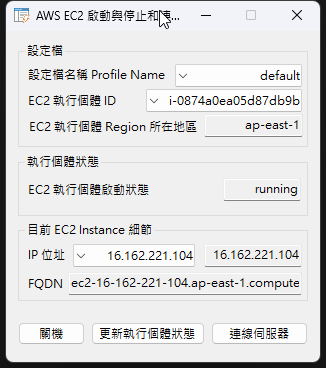 AWS EC2 啟動與停止和
設定檔
設定檔名稱 Profile Name default
EC2 執行個體 ID i-0874a0ea05d87db9b
EC2 執行個體 Region 所在地區 ap-east-1
執行個體狀態
EC2 執行個體啟動狀態 running
目前 EC2 Instance 細節
IP 位址 16.162.221.104 16.162.221.104
FQDN ec2-16-162-221-104.ap-east-1.compute
關機 更新執行個體狀態 連線伺服器